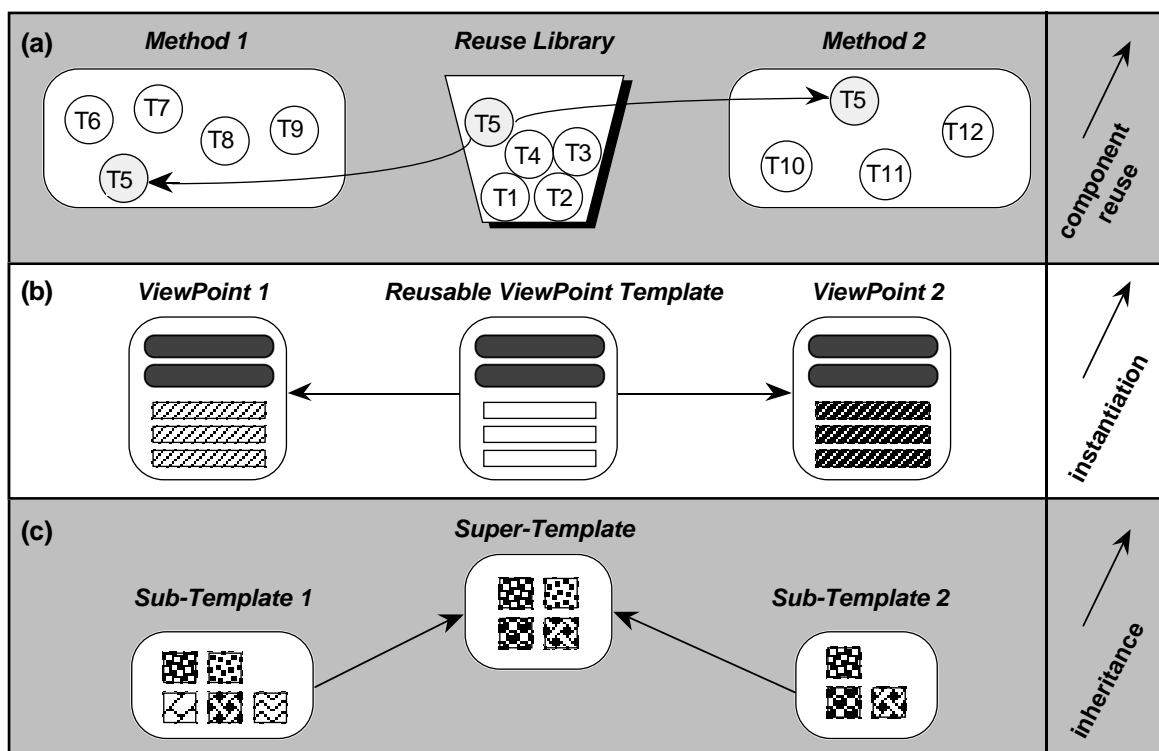 (a)
Method 1
Reuse Library
Method 2
T6
T7
T8
T9
T5
T5
T4
T3
T1
T2
T5
T12
T10
T11
component
reuse
(b)
ViewPoint 1
Reusable ViewPoint Template
ViewPoint 2
instantiation
(c)
Super-Template
Sub-Template 1
Sub-Template 2
inheritance